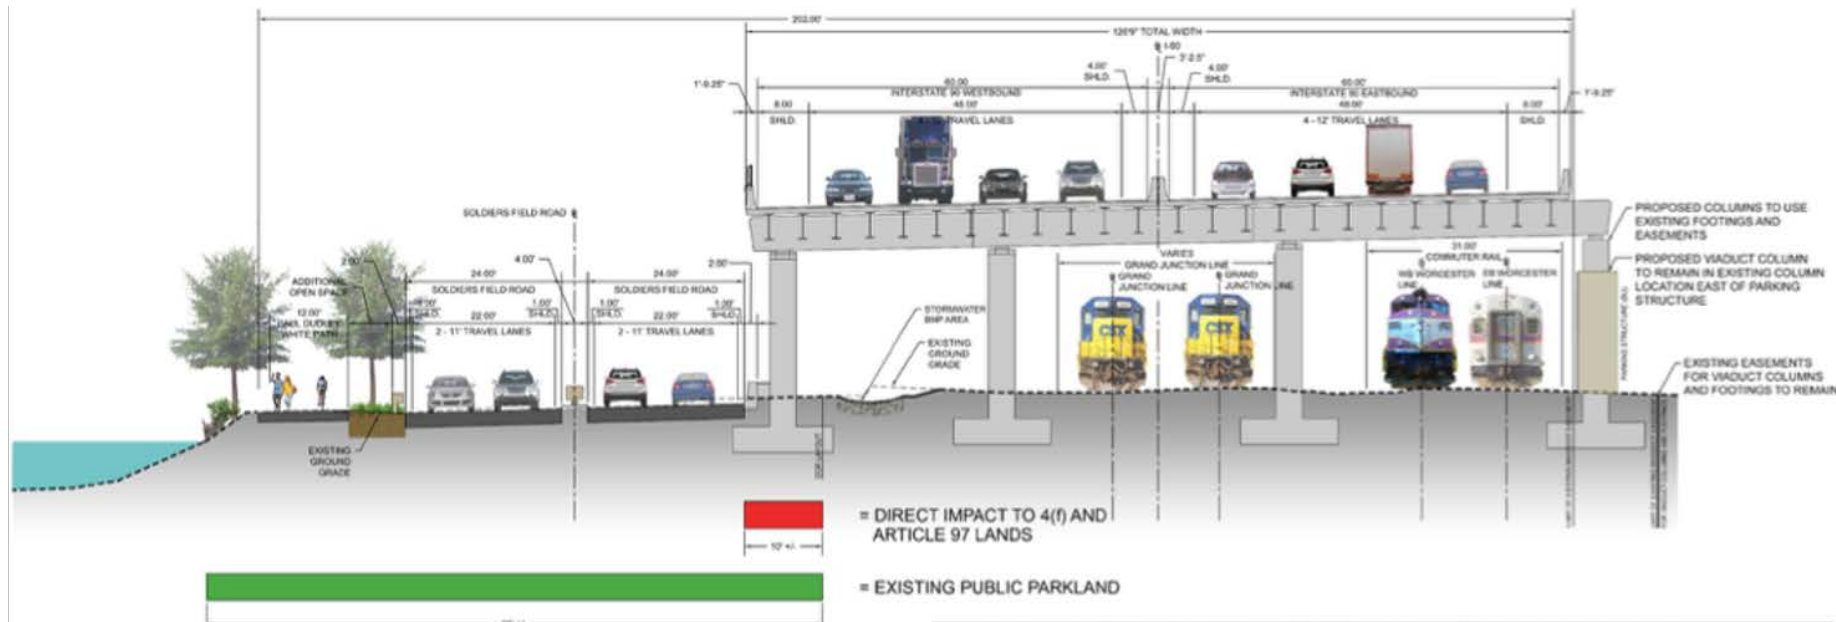 202.00'
126'9" TOTAL WIDTH
I-90
3'-2.5"
4.00'
SHLD.
4.00'
SHLD.
1'-9.25"
60.00
INTERSTATE 90 WESTBOUND
60.00'
INTERSTATE 90 EASTBOUND
1'-9.25"
8.00
SHLD.
48.00'
TRAVEL LANES
48.00'
4 - 12' TRAVEL LANES
8.00'
SHLD.
SOLDIERS FIELD ROAD
PROPOSED COLUMNS TO USE
EXISTING FOOTINGS AND
EASEMENTS
PROPOSED VIADUCT COLUMN
TO REMAIN IN EXISTING COLUMN
LOCATION EAST OF PARKING
STRUCTURE
VARIES
GRAND JUNCTION LINE
GRAND
JUNCTION LINE
GRAND
JUNCTION LINE
31.00'
COMMUTER RAIL
WB WORCESTER
LINE
EB WORCESTER
LINE
2.00'
ADDITIONAL
OPEN SPACE
24.00'
SOLDIERS FIELD ROAD
4.00'
24.00'
SOLDIERS FIELD ROAD
2.00'
12.00'
PAUL DUDLEY
WHITE PATH
SHLD.
22.00'
2 - 11' TRAVEL LANES
1.00'
SHLD.
1.00'
SHLD.
22.00'
2 - 11' TRAVEL LANES
1.00'
SHLD.
STORMWATER
BMP AREA
EXISTING
GROUND
GRADE
CSX
CSX
EXISTING EASEMENTS
FOR VIADUCT COLUMNS
AND FOOTINGS TO REMAIN
EXISTING
GROUND
GRADE
= DIRECT IMPACT TO 4(f) AND
ARTICLE 97 LANDS
10' +/-
= EXISTING PUBLIC PARKLAND